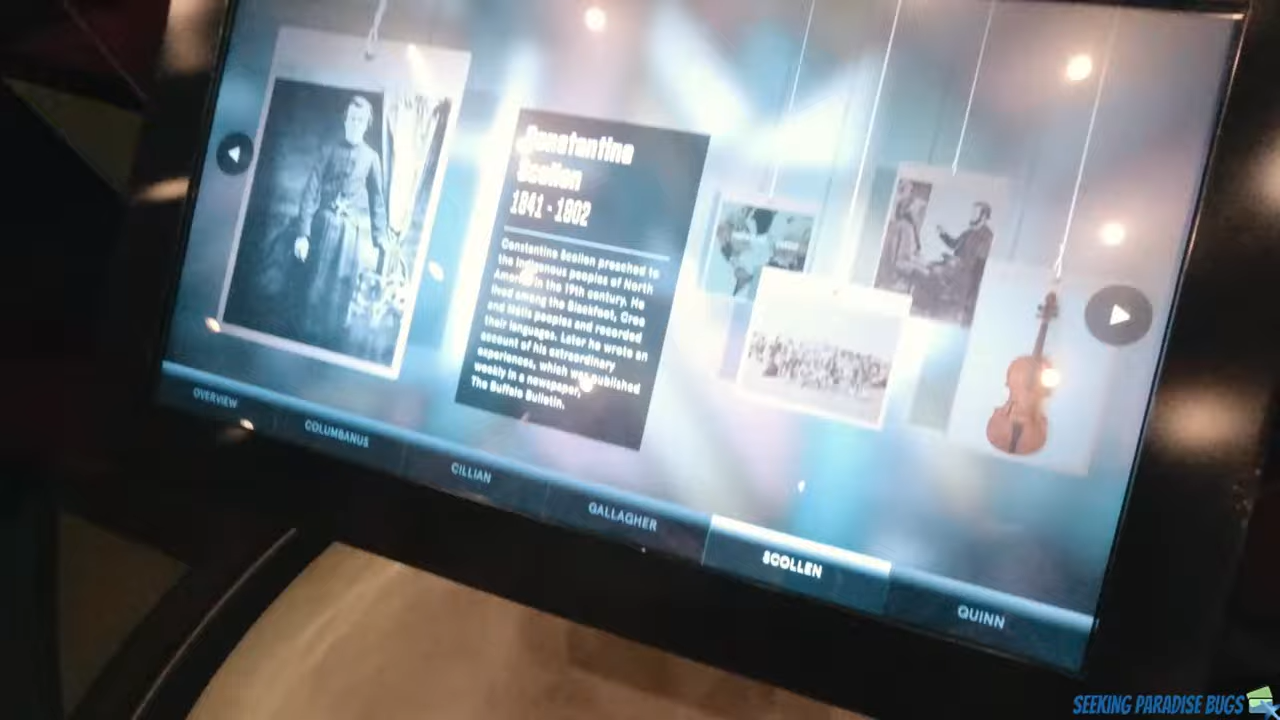 Constantine
Scollen
1841 - 1902
Constantine Scollen preached to
the indigenous peoples of North
America in the 19th century. He
lived among the Blackfoot, Cree
and Métis peoples and recorded
their languages. Later he wrote an
account of his extraordinary
experiences, which was published
weekly in a newspaper,
The Buffalo Bulletin.
OVERVIEW
COLUMBANUS
CILLIAN
GALLAGHER
SCOLLEN
QUINN
SEEKING PARADISE BUGS